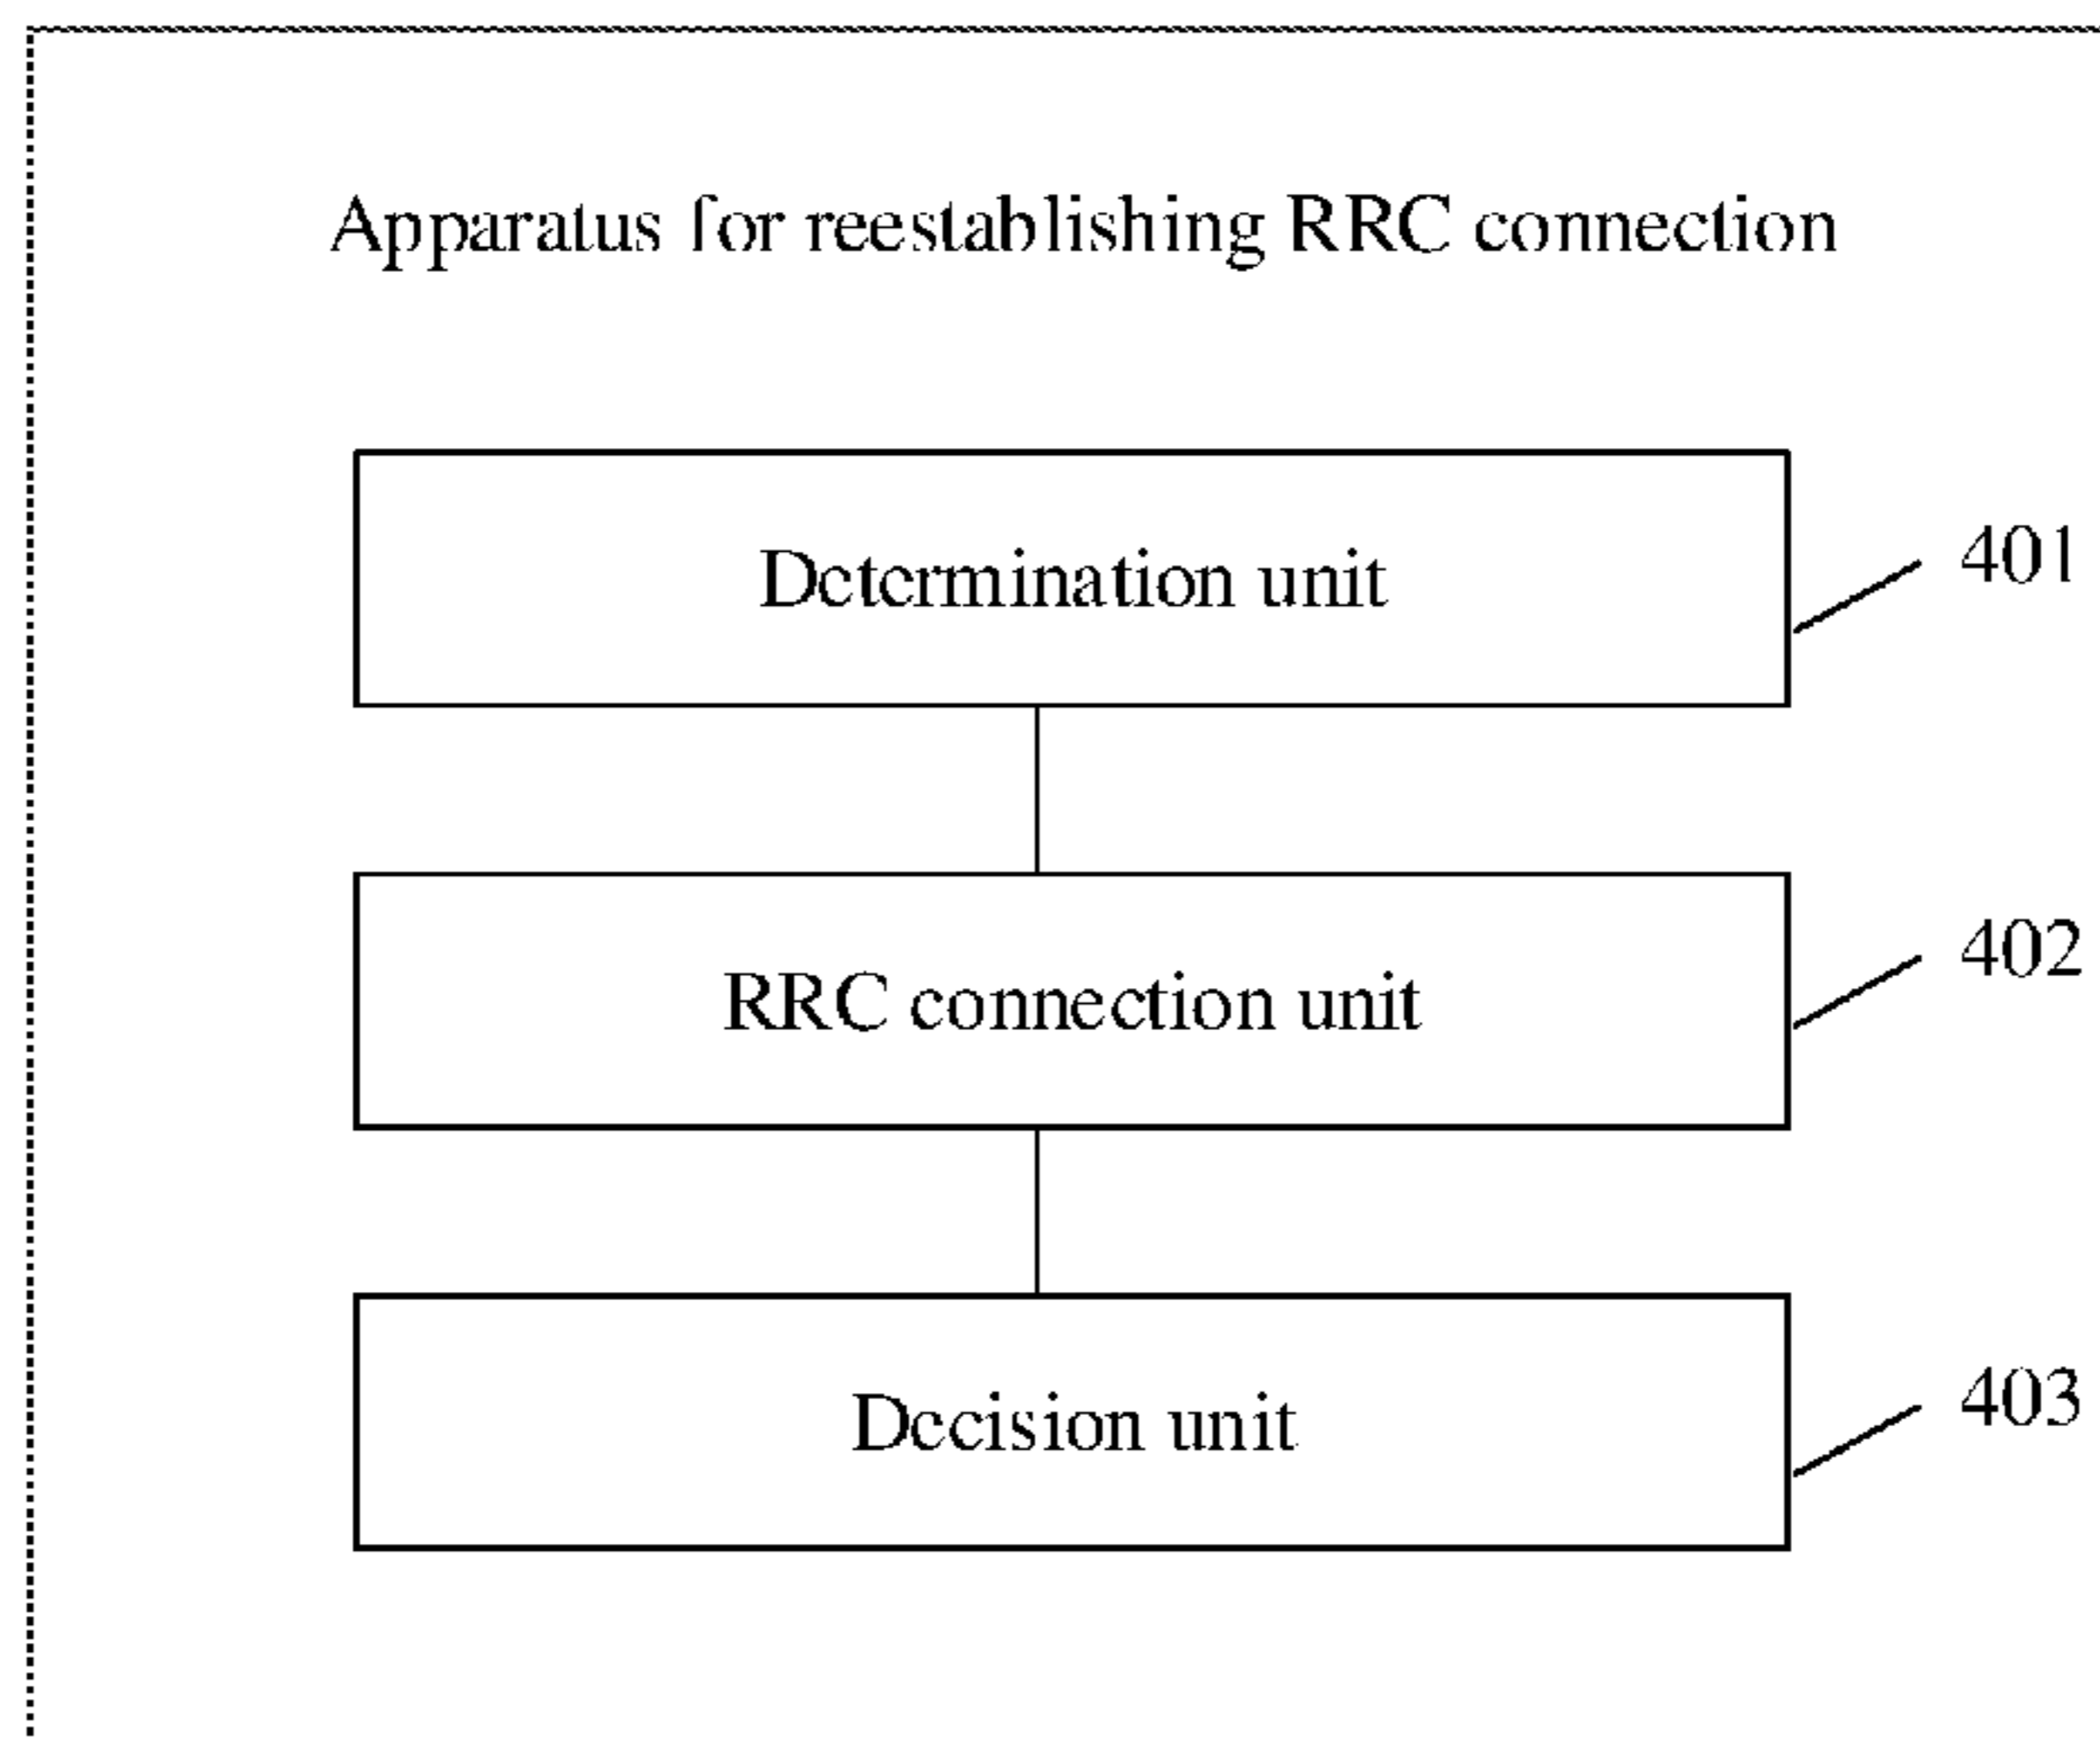 Apparatus for reestablishing RRC connection
Determination unit
401
RRC connection unit
402
Decision unit
403